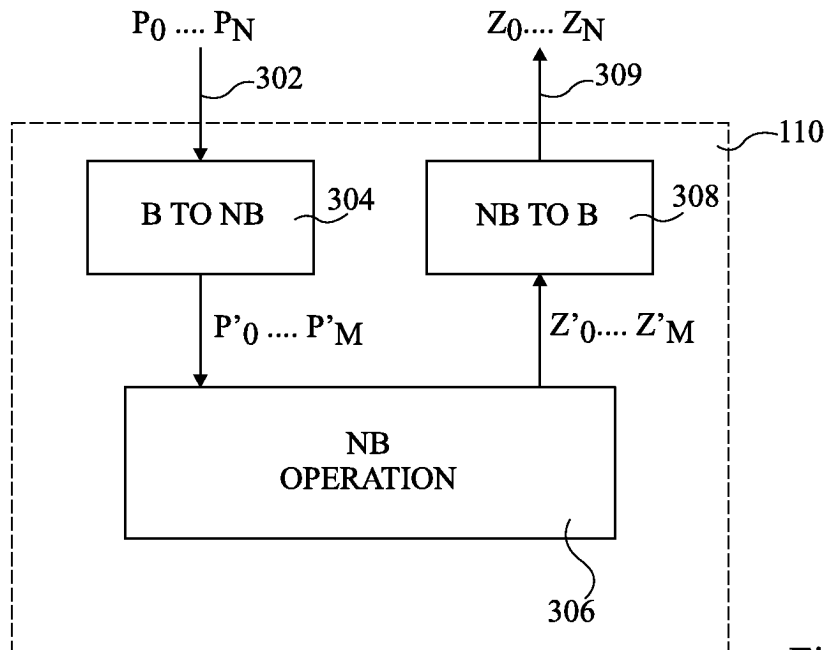 P0 .... PN
Z0.... ZN
302
309
110
B TO NB
304
NB TO B
308
P’0 .... P’M
Z’0.... Z’M
NB
OPERATION
306